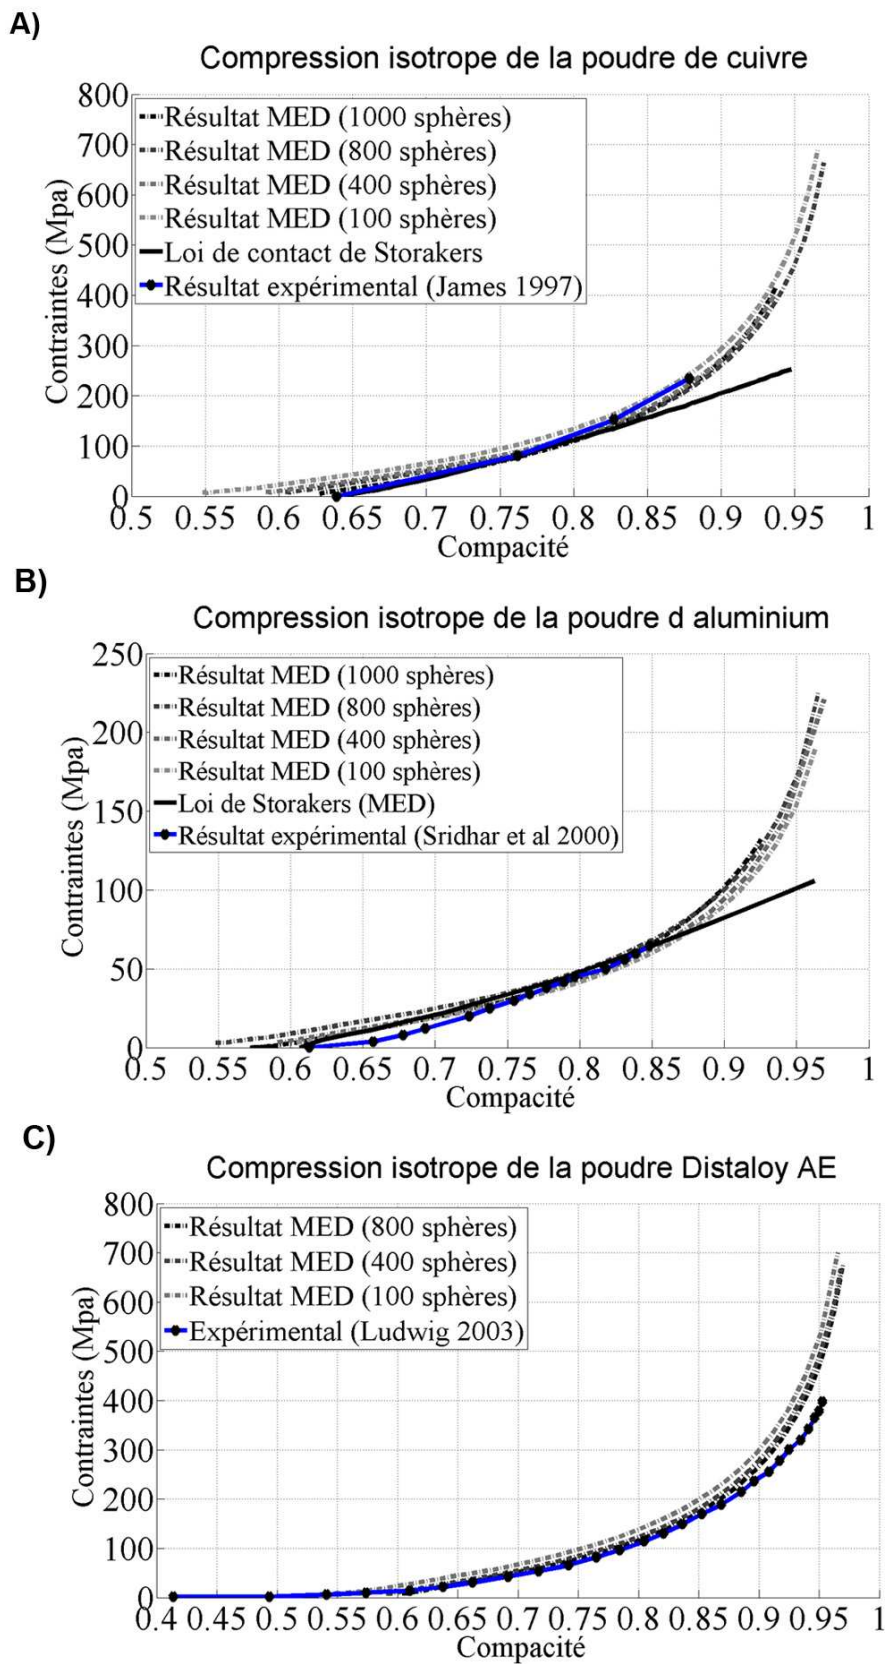 A)
Compression isotrope de la poudre de cuivre
800
700
600
500
400
300
200
100
0
Contraintes (Mpa)
Résultat MED (1000 sphères)
Résultat MED (800 sphères)
Résultat MED (400 sphères)
Résultat MED (100 sphères)
Loi de contact de Storakers
Résultat expérimental (James 1997)
0.5 0.55 0.6 0.65 0.7 0.75 0.8 0.85 0.9 0.95 1
Compacité
B)
Compression isotrope de la poudre d aluminium
250
200
150
100
50
0
Contraintes (Mpa)
Résultat MED (1000 sphères)
Résultat MED (800 sphères)
Résultat MED (400 sphères)
Résultat MED (100 sphères)
Loi de Storakers (MED)
Résultat expérimental (Sridhar et al 2000)
0.5 0.55 0.6 0.65 0.7 0.75 0.8 0.85 0.9 0.95 1
Compacité
C)
Compression isotrope de la poudre Distaloy AE
800
700
600
500
400
300
200
100
0
Contraintes (Mpa)
Résultat MED (800 sphères)
Résultat MED (400 sphères)
Résultat MED (100 sphères)
Expérimental (Ludwig 2003)
0.4 0.45 0.5 0.55 0.6 0.65 0.7 0.75 0.8 0.85 0.9 0.95 1
Compacité